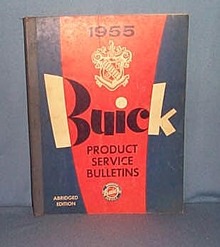 1955
Buick
PRODUCT
SERVICE
BULLETINS
ABRIDGED
EDITION